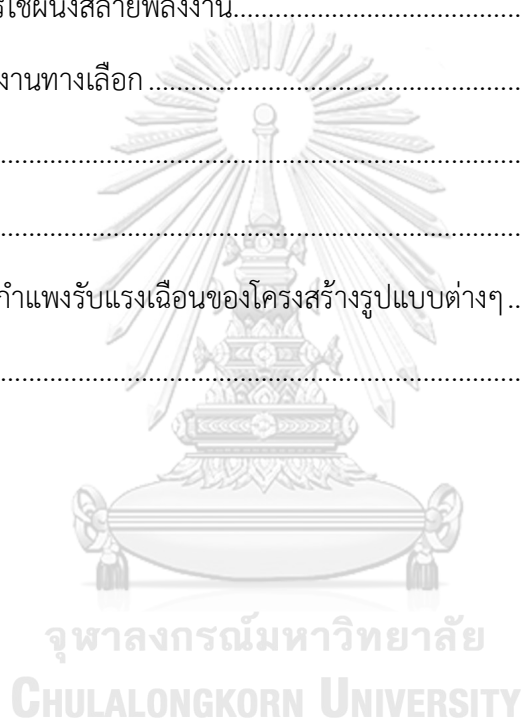 ใช้ผนังสลายพลังงาน........................................
งานทางเลือก........................................................
................................................................................
................................................................................
กำแพงรับแรงเฉือนของโครงสร้างรูปแบบต่างๆ..
................................................................................
จุฬาลงกรณ์มหาวิทยาลัย
CHULALONGKORN UNIVERSITY